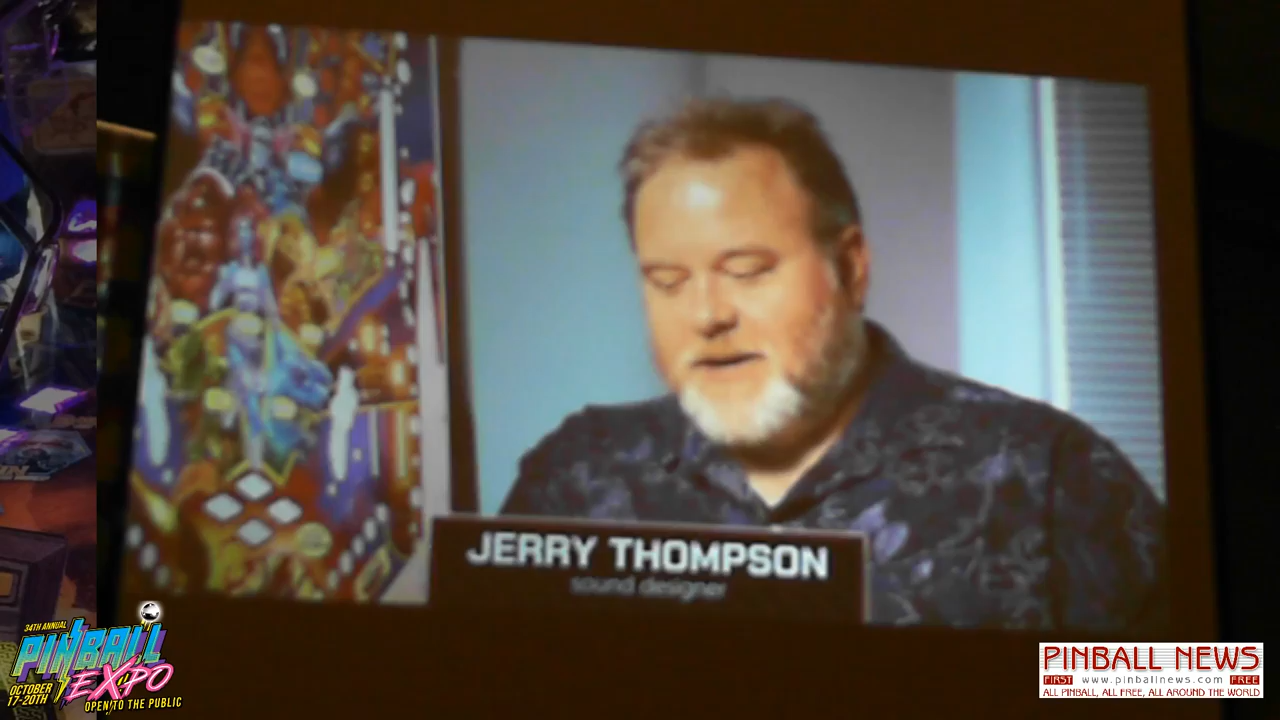 JERRY THOMPSON
sound designer
34TH ANNUAL
PINBALL
EXPO
OCTOBER
17-20TH
OPEN TO THE PUBLIC
PINBALL NEWS
FIRST www.pinballnews.com FREE
ALL PINBALL, ALL FREE, ALL AROUND THE WORLD